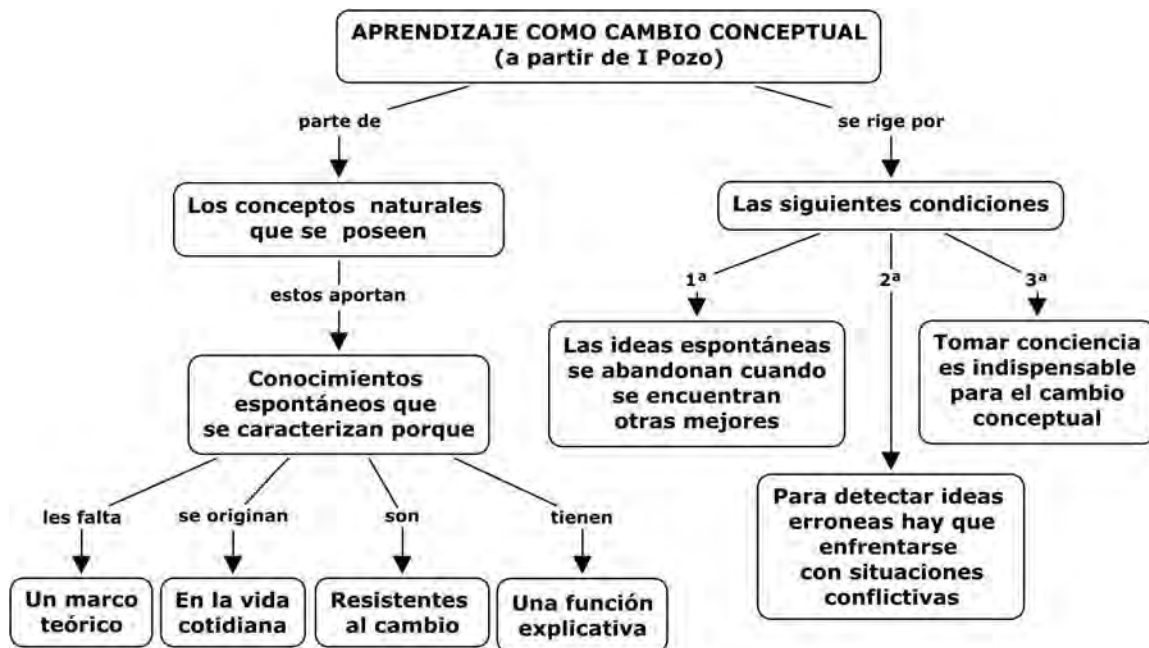 APRENDIZAJE COMO CAMBIO CONCEPTUAL
(a partir de I Pozo)
parte de
se rige por
Los conceptos naturales
que se poseen
Las siguientes condiciones
estos aportan
1ª
2ª
3ª
Las ideas espontáneas
se abandonan cuando
se encuentran
otras mejores
Tomar conciencia
es indispensable
para el cambio
conceptual
Conocimientos
espontáneos que
se caracterizan porque
Para detectar ideas
erroneas hay que
enfrentarse
con situaciones
conflictivas
les falta
se originan
son
tienen
Un marco
teórico
En la vida
cotidiana
Resistentes
al cambio
Una función
explicativa